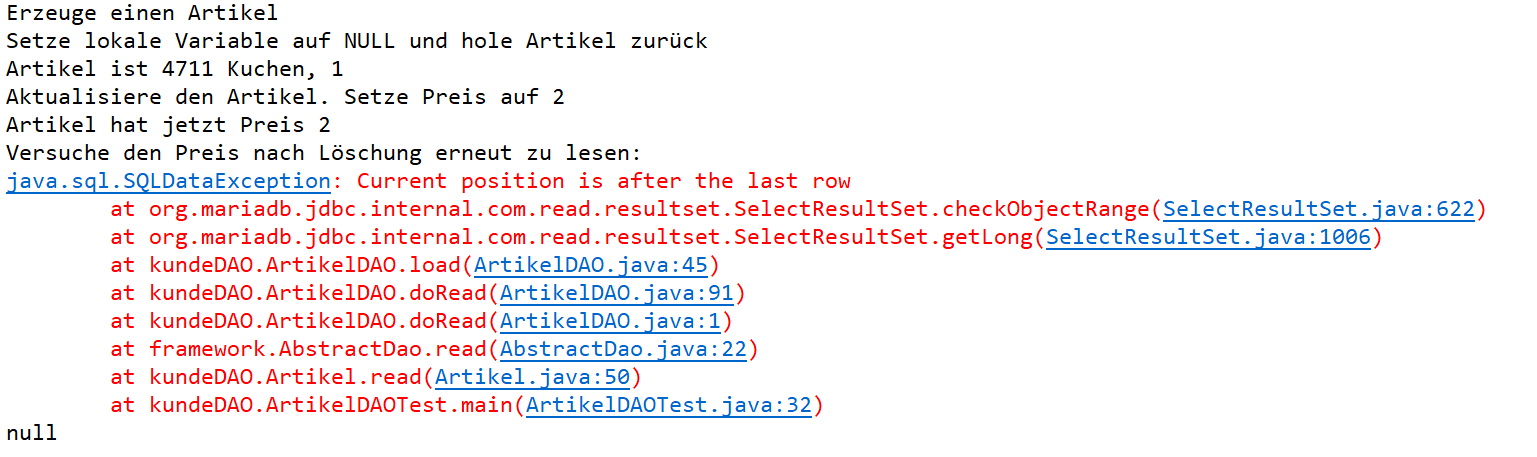 Erzeuge einen Artikel
Setze lokale Variable auf NULL und hole Artikel zurück
Artikel ist 4711 Kuchen, 1
Aktualisiere den Artikel. Setze Preis auf 2
Artikel hat jetzt Preis 2
Versuche den Preis nach Löschung erneut zu lesen:
java.sql.SQLDataException: Current position is after the last row
at org.mariadb.jdbc.internal.com.read.resultset.SelectResultSet.checkObjectRange(SelectResultSet.java:622)
at org.mariadb.jdbc.internal.com.read.resultset.SelectResultSet.getLong(SelectResultSet.java:1006)
at kundeDAO.ArtikelDAO.load(ArtikelDAO.java:45)
at kundeDAO.ArtikelDAO.doRead(ArtikelDAO.java:91)
at kundeDAO.ArtikelDAO.doRead(ArtikelDAO.java:1)
at framework.AbstractDao.read(AbstractDao.java:22)
at kundeDAO.Artikel.read(Artikel.java:50)
at kundeDAO.ArtikelDAOTest.main(ArtikelDAOTest.java:32)
null